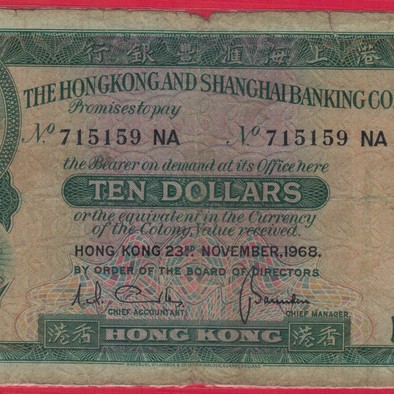 行銀豐滙海上港
THE HONGKONG AND SHANGHAI BANKING CO
Promises to pay
No 715159 NA No 715159 NA
the Bearer on demand at its Office here
TEN DOLLARS
or the equivalent in the Currency
of the Colony, Value received.
HONG KONG 23RD NOVEMBER, 1968.
BY ORDER OF THE BOARD OF DIRECTORS
CHIEF ACCOUNTANT CHIEF MANAGER
港香 HONG KONG 港香